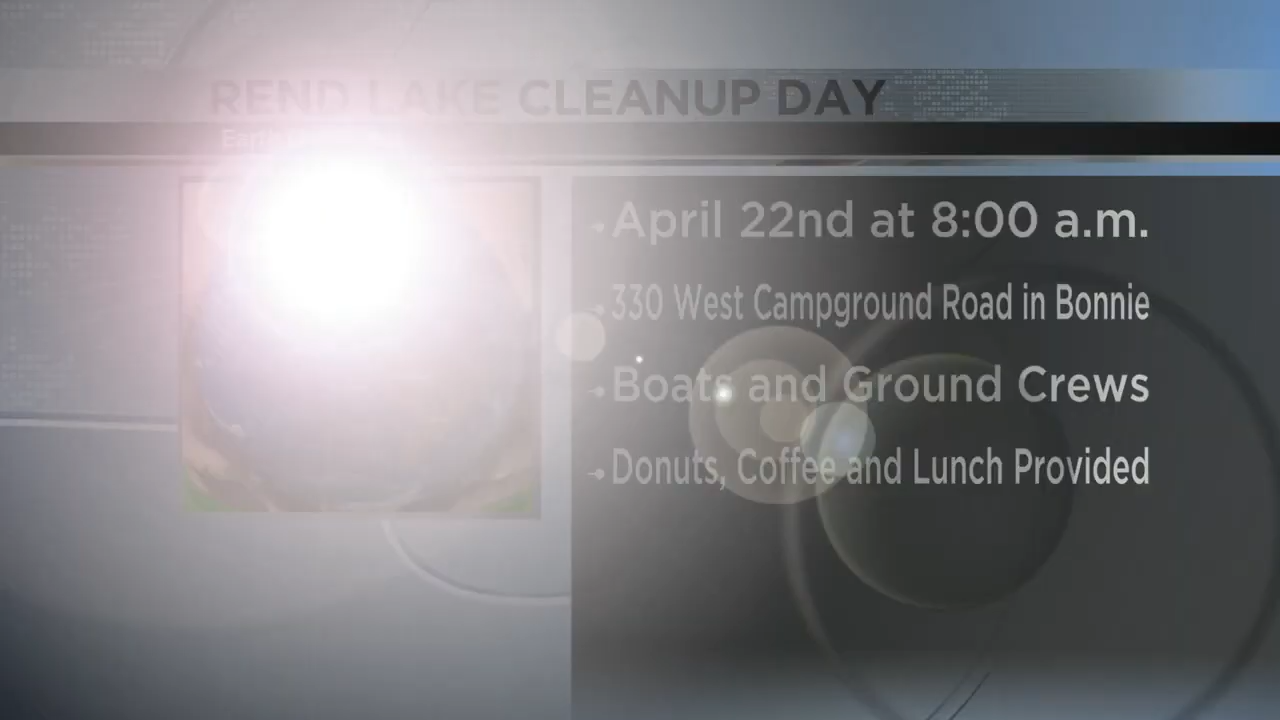 REND LAKE CLEANUP DAY
April 22nd at 8:00 a.m.
330 West Campground Road in Bonnie
Boats and Ground Crews
Donuts, Coffee and Lunch Provided